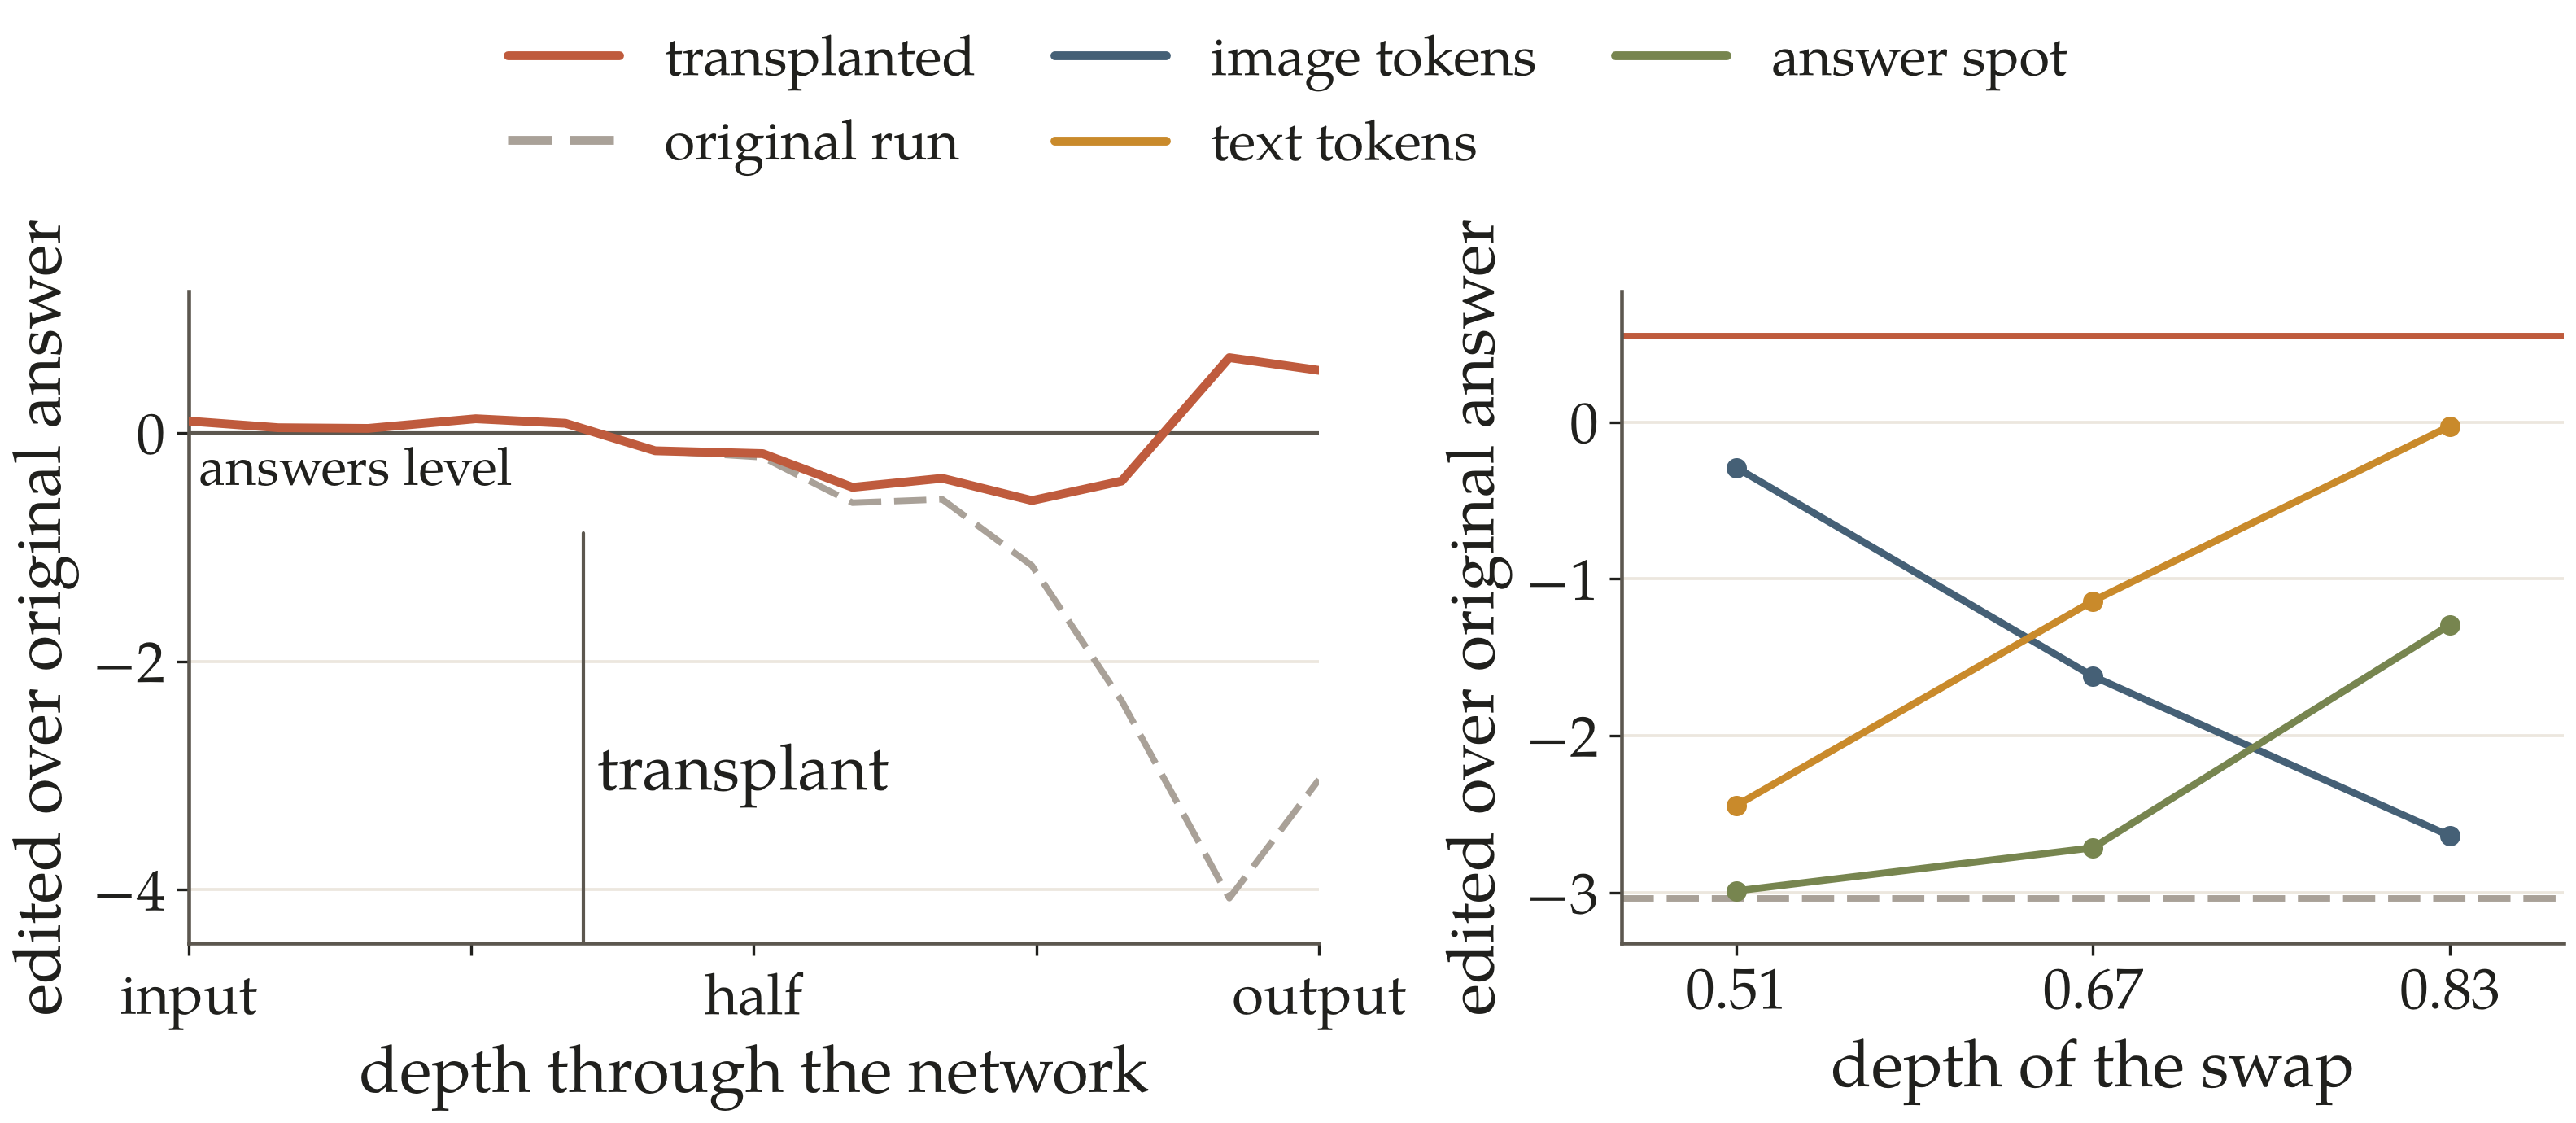 transplanted
image tokens
answer spot
original run
text tokens
edited over original answer
0
−2
−4
answers level
transplant
input
half
output
depth through the network
edited over original answer
0
−1
−2
−3
0.51
0.67
0.83
depth of the swap